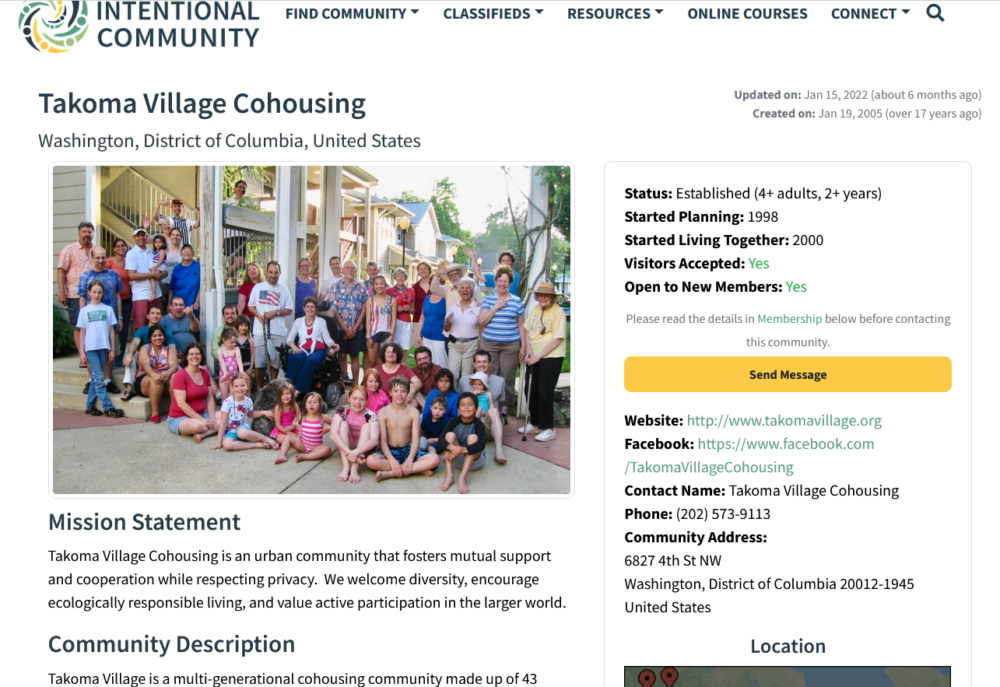 INTENTIONAL
COMMUNITY
FIND COMMUNITY CLASSIFIEDS RESOURCES ONLINE COURSES CONNECT
Takoma Village Cohousing
Washington, District of Columbia, United States
Updated on: Jan 15, 2022 (about 6 months ago)
Created on: Jan 19, 2005 (over 17 years ago)
Mission Statement
Takoma Village Cohousing is an urban community that fosters mutual support
and cooperation while respecting privacy.  We welcome diversity, encourage
ecologically responsible living, and value active participation in the larger world.
Community Description
Takoma Village is a multi-generational cohousing community made up of 43
Status: Established (4+ adults, 2+ years)
Started Planning: 1998
Started Living Together: 2000
Visitors Accepted: Yes
Open to New Members: Yes
Please read the details in Membership below before contacting
this community.
Send Message
Website: http://www.takomavillage.org
Facebook: https://www.facebook.com
/TakomaVillageCohousing
Contact Name: Takoma Village Cohousing
Phone: (202) 573-9113
Community Address:
6827 4th St NW
Washington, District of Columbia 20012-1945
United States
Location